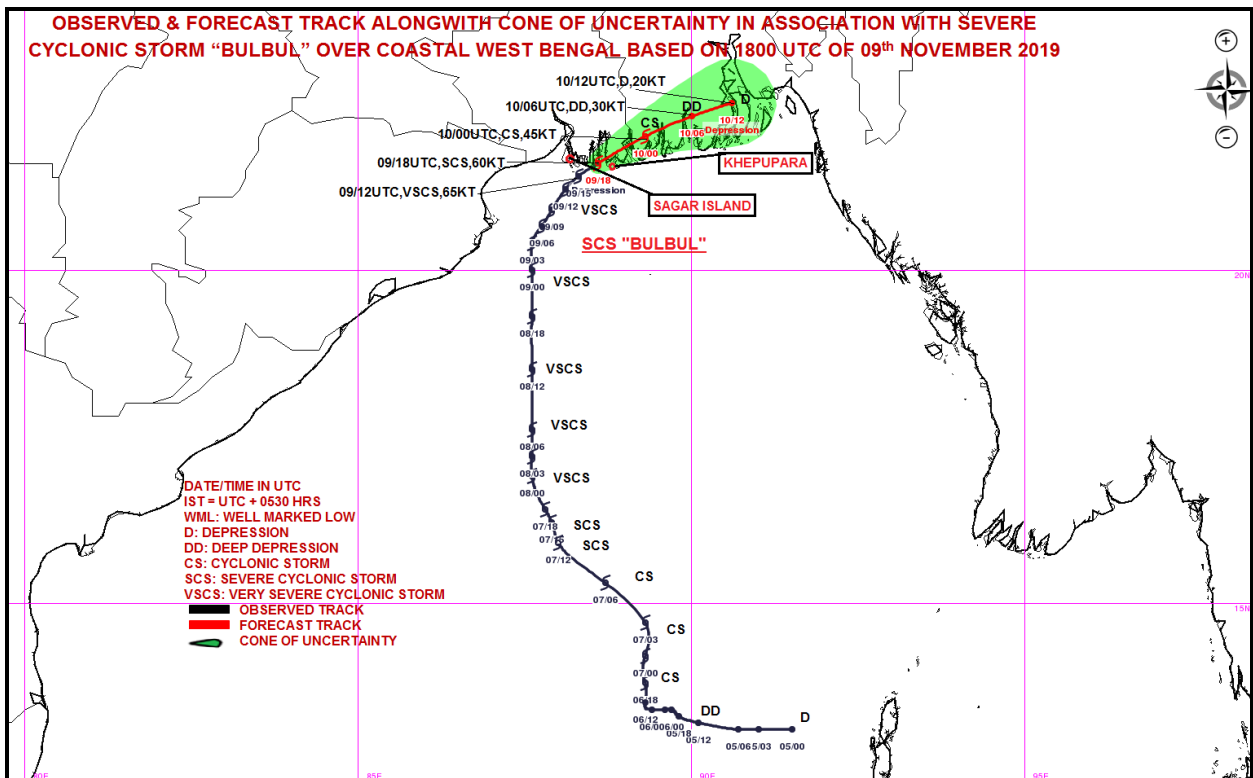 OBSERVED & FORECAST TRACK ALONGWITH CONE OF UNCERTAINTY IN ASSOCIATION WITH SEVERE
CYCLONIC STORM “BULBUL” OVER COASTAL WEST BENGAL BASED ON 1800 UTC OF 09th NOVEMBER 2019
10/12UTC,D,20KT
D
10/06UTC,DD,30KT
DD
10/12
10/06
Depression
10/00UTC,CS,45KT
CS
10/00
09/18UTC,SCS,60KT
KHEPUPARA
09/18
09/12UTC,VSCS,65KT
09/15
SAGAR ISLAND
09/12
VSCS
09/09
09/06
SCS "BULBUL"
09/03
20N
09/00
VSCS
08/18
VSCS
08/12
VSCS
08/06
08/03
VSCS
08/00
DATE/TIME IN UTC
IST = UTC + 0530 HRS
WML: WELL MARKED LOW
D: DEPRESSION
DD: DEEP DEPRESSION
CS: CYCLONIC STORM
SCS: SEVERE CYCLONIC STORM
VSCS: VERY SEVERE CYCLONIC STORM
OBSERVED TRACK
FORECAST TRACK
CONE OF UNCERTAINTY
07/18
SCS
07/12
SCS
07/06
CS
15N
07/03
CS
07/00
CS
06/18
06/12
06/00
05/18
DD
05/12
D
05/06
05/03
05/00
80E
85E
90E
95E